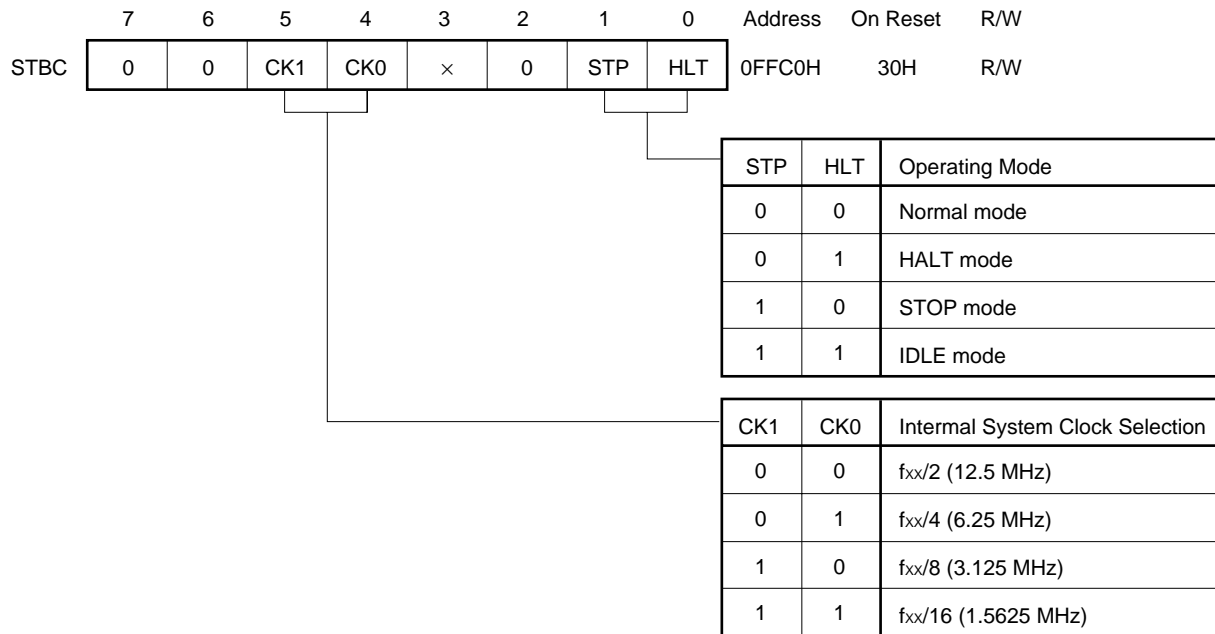 7 6 5 4 3 2 1 0 Address On Reset R/W
STBC 0 0 CK1 CK0 × 0 STP HLT 0FFC0H 30H R/W
STP HLT Operating Mode
0 0 Normal mode
0 1 HALT mode
1 0 STOP mode
1 1 IDLE mode
CK1 CK0 Intermal System Clock Selection
0 0 fxx/2 (12.5 MHz)
0 1 fxx/4 (6.25 MHz)
1 0 fxx/8 (3.125 MHz)
1 1 fxx/16 (1.5625 MHz)